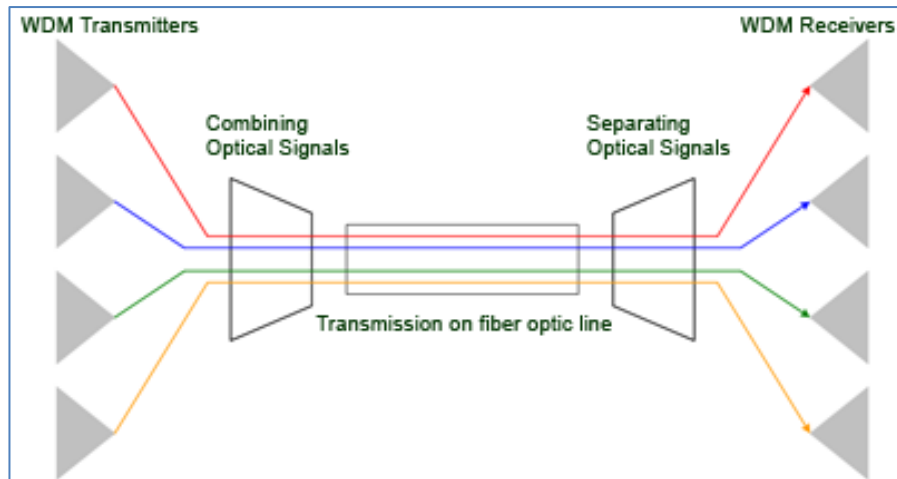 WDM Transmitters
WDM Receivers
Combining
Optical Signals
Separating
Optical Signals
Transmission on fiber optic line